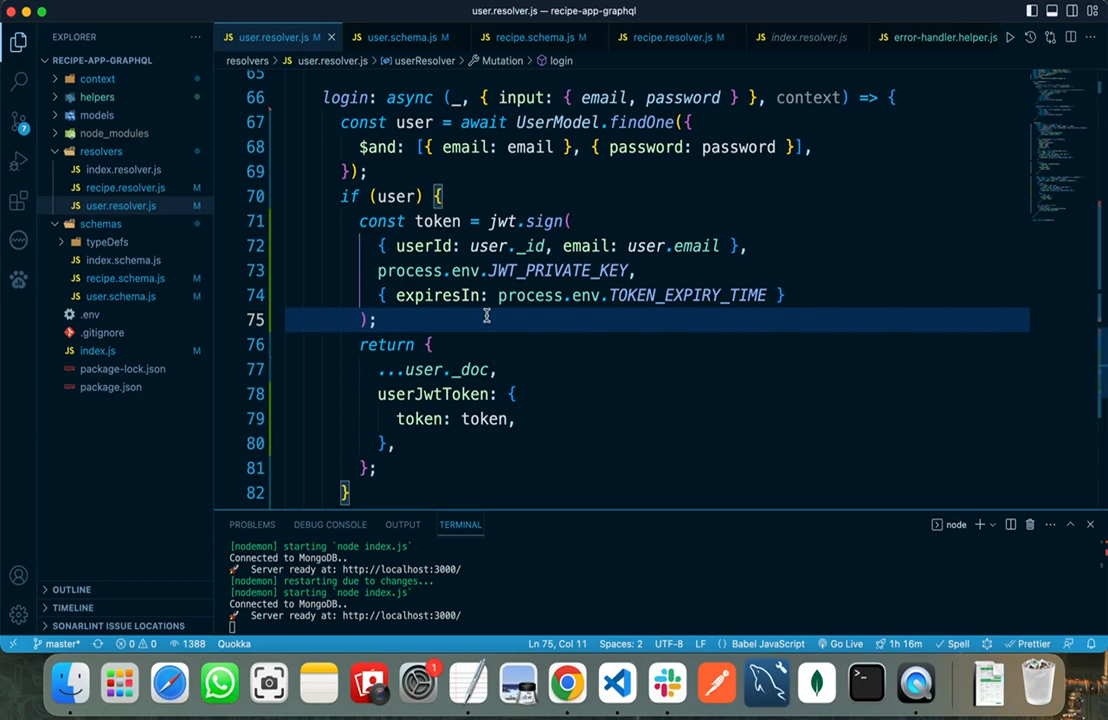 user.resolver.js — recipe-app-graphql
EXPLORER
RECIPE-APP-GRAPHQL
context
helpers
models
node_modules
resolvers
index.resolver.js
recipe.resolver.js M
user.resolver.js M
schemas
typeDefs
index.schema.js
recipe.schema.js M
user.schema.js M
.env
.gitignore
index.js M
package-lock.json
package.json
OUTLINE
TIMELINE
SONARLINT ISSUE LOCATIONS
7
JS user.resolver.js M
JS user.schema.js M
JS recipe.schema.js M
JS recipe.resolver.js M
JS index.resolver.js
JS error-handler.helper.js
resolvers > JS user.resolver.js > userResolver > Mutation > login
65
66 login: async (_, { input: { email, password } }, context) => {
67 const user = await UserModel.findOne({
68 $and: [{ email: email }, { password: password }],
69 });
70 if (user) {
71 const token = jwt.sign(
72 { userId: user._id, email: user.email },
73 process.env.JWT_PRIVATE_KEY,
74 { expiresIn: process.env.TOKEN_EXPIRY_TIME }
75 );
76 return {
77 ...user._doc,
78 userJwtToken: {
79 token: token,
80 },
81 };
82 }
PROBLEMS DEBUG CONSOLE OUTPUT TERMINAL
node
[nodemon] starting `node index.js`
Connected to MongoDB..
🚀 Server ready at: http://localhost:3000/
[nodemon] restarting due to changes...
[nodemon] starting `node index.js`
Connected to MongoDB..
🚀 Server ready at: http://localhost:3000/
master* 0 0 1388 Quokka
Ln 75, Col 11 Spaces: 2 UTF-8 LF { } Babel JavaScript Go Live 1h 16m Spell Prettier
1